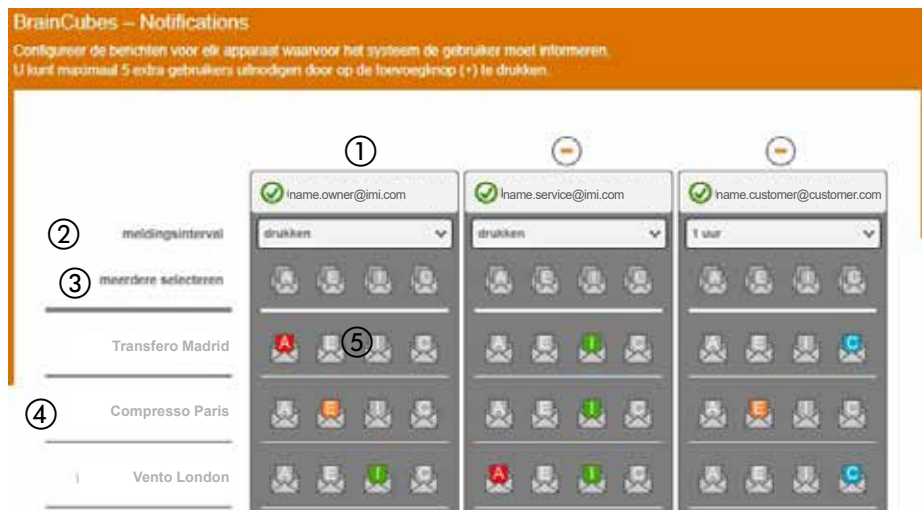 BrainCubes – Notifications
Configureer de berichten voor elk apparaat waarvoor het systeem de gebruiker moet informeren.
U kunt maximaal 5 extra gebruikers uitnodigen door op de toevoegknop (+) te drukken.
①
name.owner@imi.com name.service@imi.com name.customer@customer.com
② meldingsinterval drukken drukken 1 uur
③ meerdere selecteren A E I C A E I C A E I C
Transfero Madrid A E ⑤ I C A E I C A E I C
④ Compresso Paris A E I C A E I C A E I C
Vento London A E I C A E I C A E I C